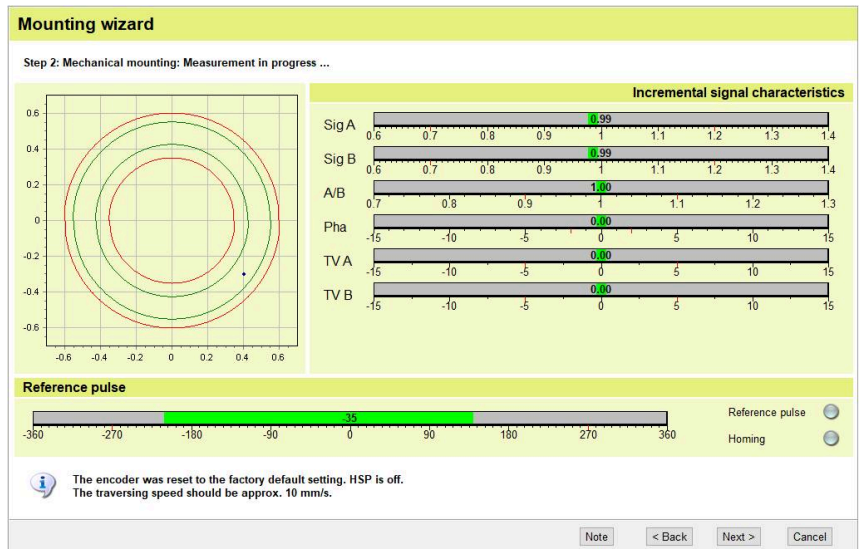 Mounting wizard
Step 2: Mechanical mounting: Measurement in progress ...
0.6
0.4
0.2
0
-0.2
-0.4
-0.6
-0.6 -0.4 -0.2 0 0.2 0.4 0.6
Incremental signal characteristics
Sig A 0.99
0.6 0.7 0.8 0.9 1 1.1 1.2 1.3 1.4
Sig B 0.99
0.6 0.7 0.8 0.9 1 1.1 1.2 1.3 1.4
A/B 1.00
0.7 0.8 0.9 1 1.1 1.2 1.3
Pha 0.00
-15 -10 -5 0 5 10 15
TV A 0.00
-15 -10 -5 0 5 10 15
TV B 0.00
-15 -10 -5 0 5 10 15
Reference pulse
-35
-360 -270 -180 -90 0 90 180 270 360
Reference pulse
Homing
The encoder was reset to the factory default setting. HSP is off.
The traversing speed should be approx. 10 mm/s.
Note < Back Next > Cancel